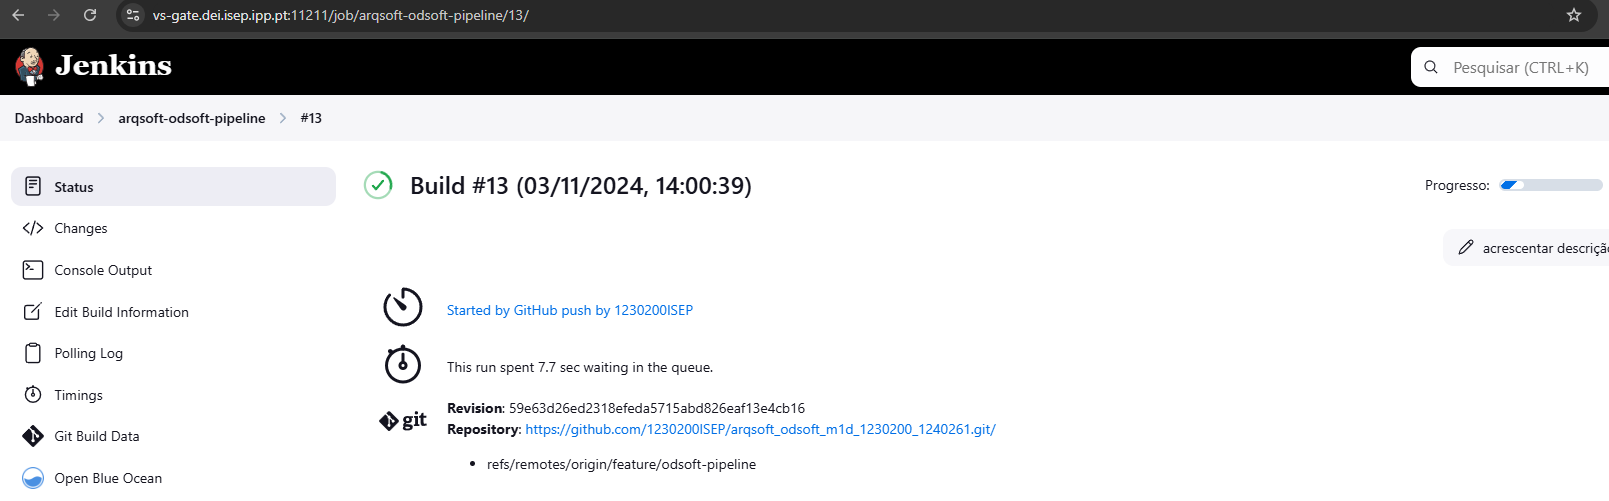 vs-gate.dei.isep.ipp.pt:11211/job/arqsoft-odsoft-pipeline/13/
Jenkins
Pesquisar (CTRL+K)
Dashboard > arqsoft-odsoft-pipeline > #13
Status
Build #13 (03/11/2024, 14:00:39)
Progresso:
Changes
acrescentar descrição
Console Output
Edit Build Information
Started by GitHub push by 1230200ISEP
Polling Log
This run spent 7.7 sec waiting in the queue.
Timings
git
Revision: 59e63d26ed2318efeda5715abd826eaf13e4cb16
Repository: https://github.com/1230200ISEP/arqsoft_odsoft_m1d_1230200_1240261.git/
Git Build Data
• refs/remotes/origin/feature/odsoft-pipeline
Open Blue Ocean